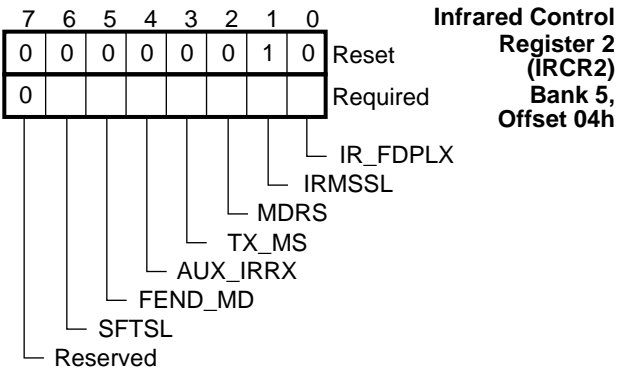 7 6 5 4 3 2 1 0
0 0 0 0 0 0 1 0 Reset
0 Required
Infrared Control
Register 2
(IRCR2)
Bank 5,
Offset 04h
IR_FDPLX
IRMSSL
MDRS
TX_MS
AUX_IRRX
FEND_MD
SFTSL
Reserved